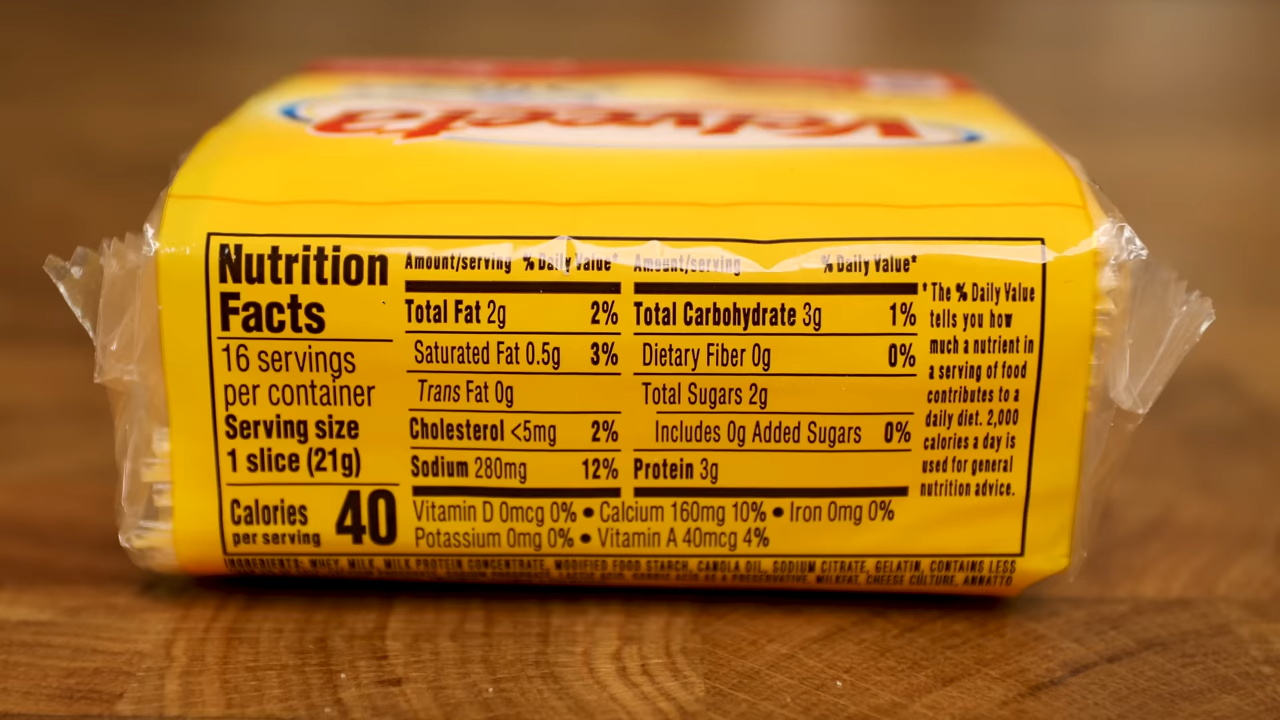 Velveeta
Nutrition
Facts
16 servings
per container
Serving size
1 slice (21g)
Calories
per serving
40
Amount/serving % Daily Value*
Total Fat 2g 2%
Saturated Fat 0.5g 3%
Trans Fat 0g
Cholesterol <5mg 2%
Sodium 280mg 12%
Amount/serving % Daily Value*
Total Carbohydrate 3g 1%
Dietary Fiber 0g 0%
Total Sugars 2g
Includes 0g Added Sugars 0%
Protein 3g
Vitamin D 0mcg 0% • Calcium 160mg 10% • Iron 0mg 0%
Potassium 0mg 0% • Vitamin A 40mcg 4%
* The % Daily Value
tells you how
much a nutrient in
a serving of food
contributes to a
daily diet. 2,000
calories a day is
used for general
nutrition advice.
INGREDIENTS: WHEY, MILK, MILK PROTEIN CONCENTRATE, MODIFIED FOOD STARCH, CANOLA OIL, SODIUM CITRATE, GELATIN, CONTAINS LESS
LACTIC ACID, SORBIC ACID AS A PRESERVATIVE, MILKFAT, CHEESE CULTURE, ANNATTO